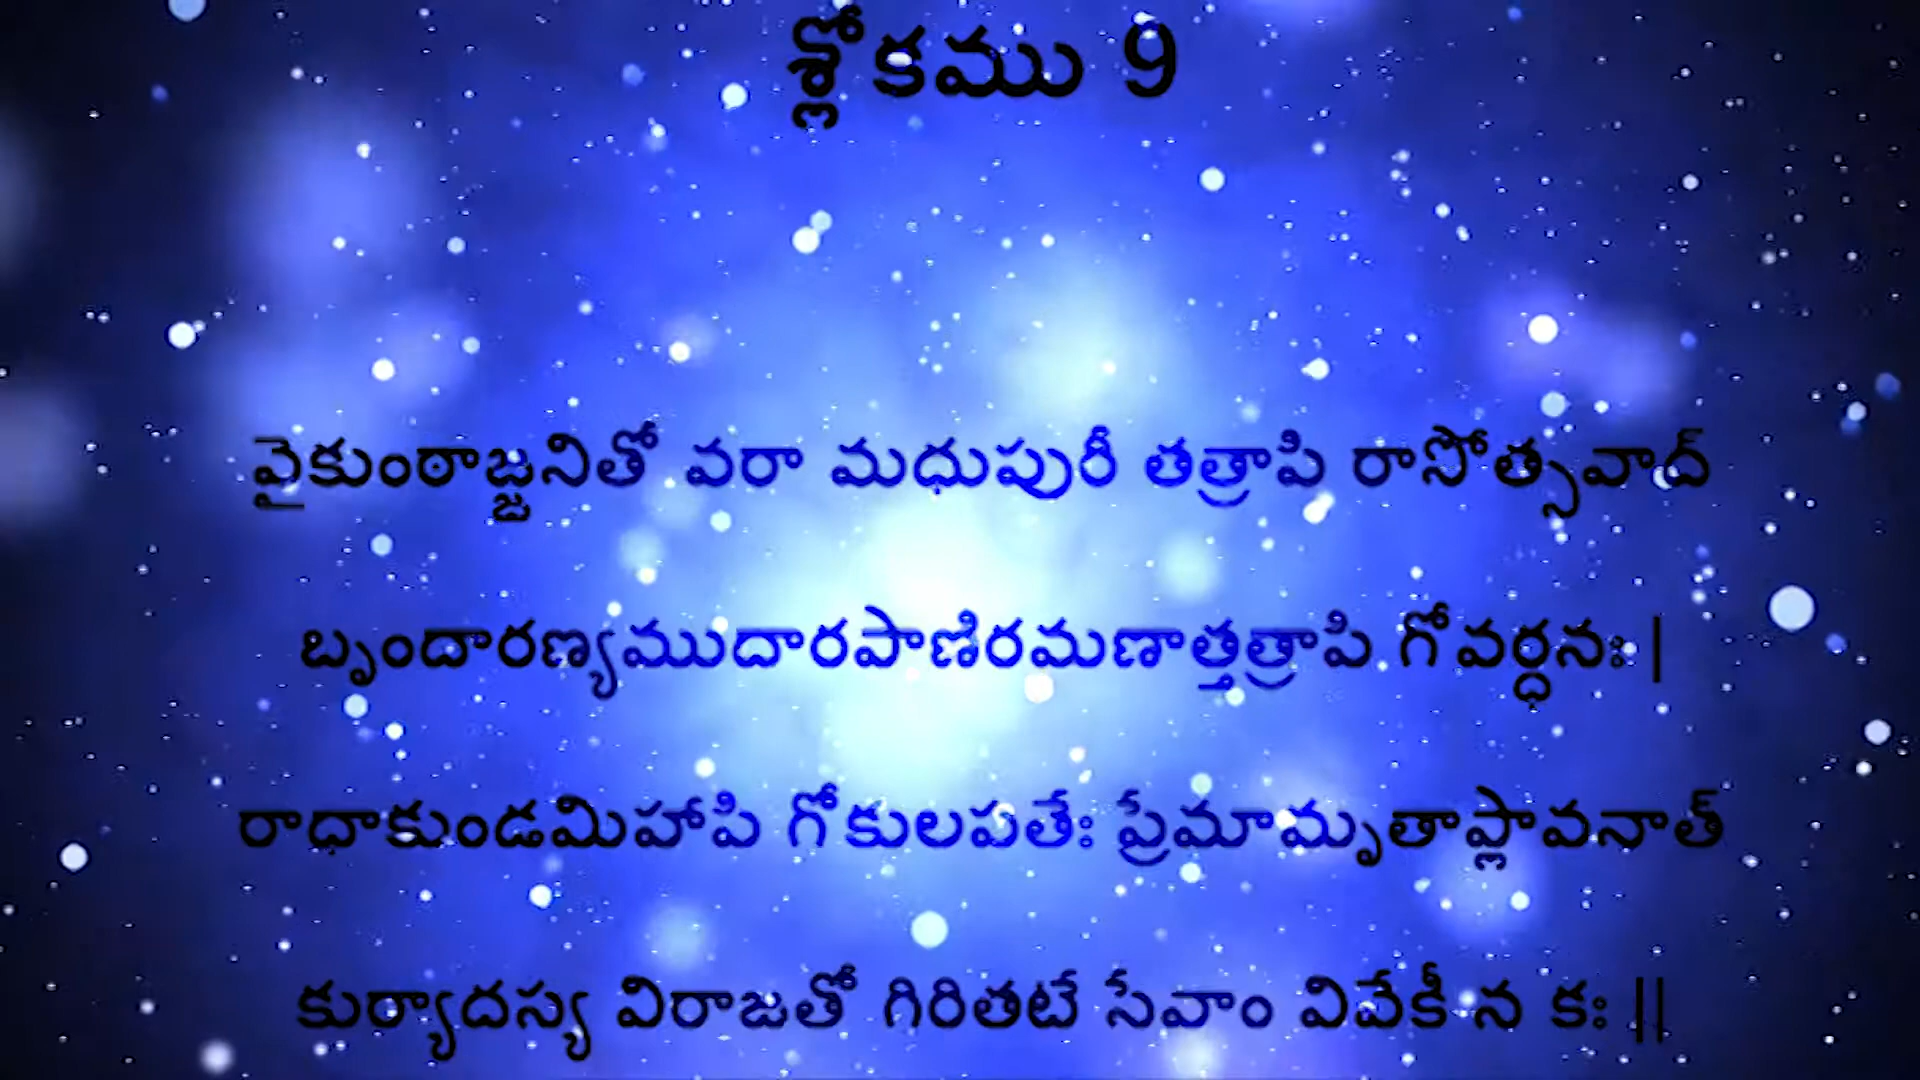 శ్లోకము 9
వైకుంఠాజ్జనితో వరా మధుపురీ తత్రాపి రాసోత్సవాద్
బృందారణ్యముదారపాణిరమణాత్తత్రాపి గోవర్ధనః |
రాధాకుండమిహాపి గోకులపతేః ప్రేమామృతాప్లావనాత్
కుర్యాదస్య విరాజతో గిరితటే సేవాం వివేకీ న కః ||